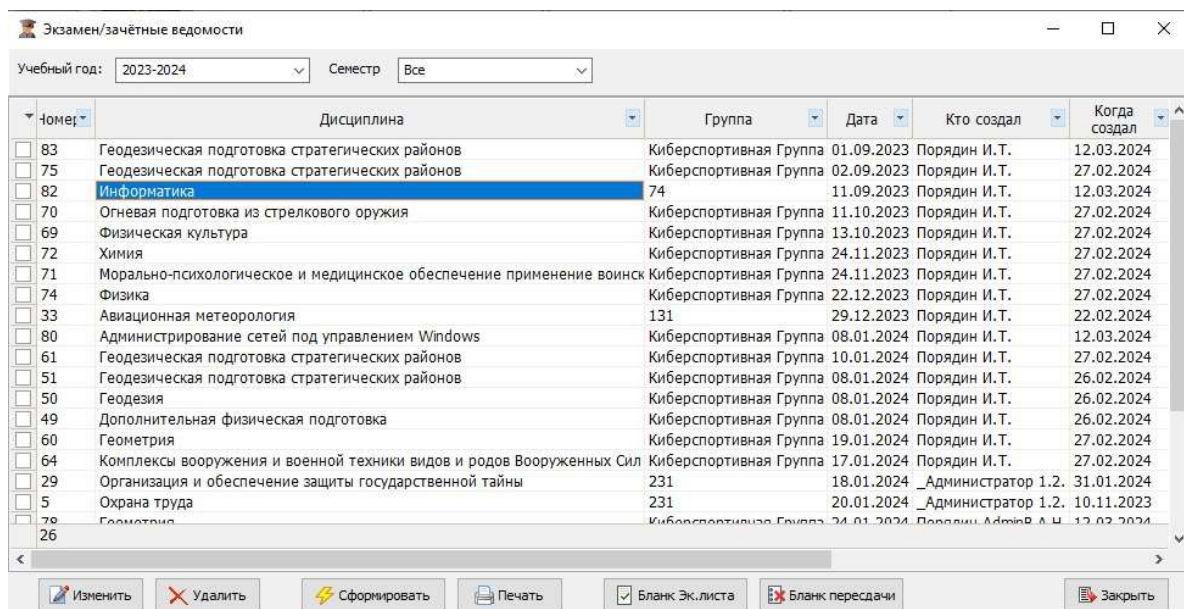 Экзамен/зачётные ведомости
Учебный год: 2023-2024 Семестр Все
Номер Дисциплина Группа Дата Кто создал Когда создал
83 Геодезическая подготовка стратегических районов Киберспортивная Группа 01.09.2023 Порядин И.Т. 12.03.2024
75 Геодезическая подготовка стратегических районов Киберспортивная Группа 02.09.2023 Порядин И.Т. 27.02.2024
82 Информатика 74 11.09.2023 Порядин И.Т. 12.03.2024
70 Огневая подготовка из стрелкового оружия Киберспортивная Группа 11.10.2023 Порядин И.Т. 27.02.2024
69 Физическая культура Киберспортивная Группа 13.10.2023 Порядин И.Т. 27.02.2024
72 Химия Киберспортивная Группа 24.11.2023 Порядин И.Т. 27.02.2024
71 Морально-психологическое и медицинское обеспечение применение воинск Киберспортивная Группа 24.11.2023 Порядин И.Т. 27.02.2024
74 Физика Киберспортивная Группа 22.12.2023 Порядин И.Т. 27.02.2024
33 Авиационная метеорология 131 29.12.2023 Порядин И.Т. 22.02.2024
80 Администрирование сетей под управлением Windows Киберспортивная Группа 08.01.2024 Порядин И.Т. 12.03.2024
61 Геодезическая подготовка стратегических районов Киберспортивная Группа 10.01.2024 Порядин И.Т. 27.02.2024
51 Геодезическая подготовка стратегических районов Киберспортивная Группа 08.01.2024 Порядин И.Т. 26.02.2024
50 Геодезия Киберспортивная Группа 08.01.2024 Порядин И.Т. 26.02.2024
49 Дополнительная физическая подготовка Киберспортивная Группа 08.01.2024 Порядин И.Т. 26.02.2024
60 Геометрия Киберспортивная Группа 19.01.2024 Порядин И.Т. 27.02.2024
64 Комплексы вооружения и военной техники видов и родов Вооруженных Сил Киберспортивная Группа 17.01.2024 Порядин И.Т. 27.02.2024
29 Организация и обеспечение защиты государственной тайны 231 18.01.2024 _Администратор 1.2. 31.01.2024
5 Охрана труда 231 20.01.2024 _Администратор 1.2. 10.11.2023
78 Геометрия Киберспортивная Группа 24.01.2024 Порядин AdminB А.Н. 12.03.2024
26
Изменить Удалить Сформировать Печать Бланк Эк.листа Бланк пересдачи Закрыть